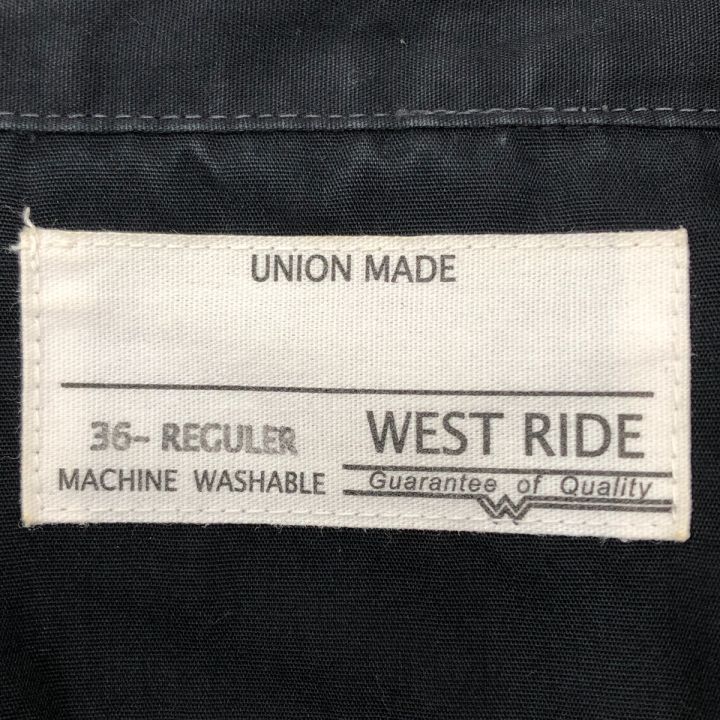 UNION MADE
36- REGULER
WEST RIDE
MACHINE WASHABLE
Guarantee of Quality